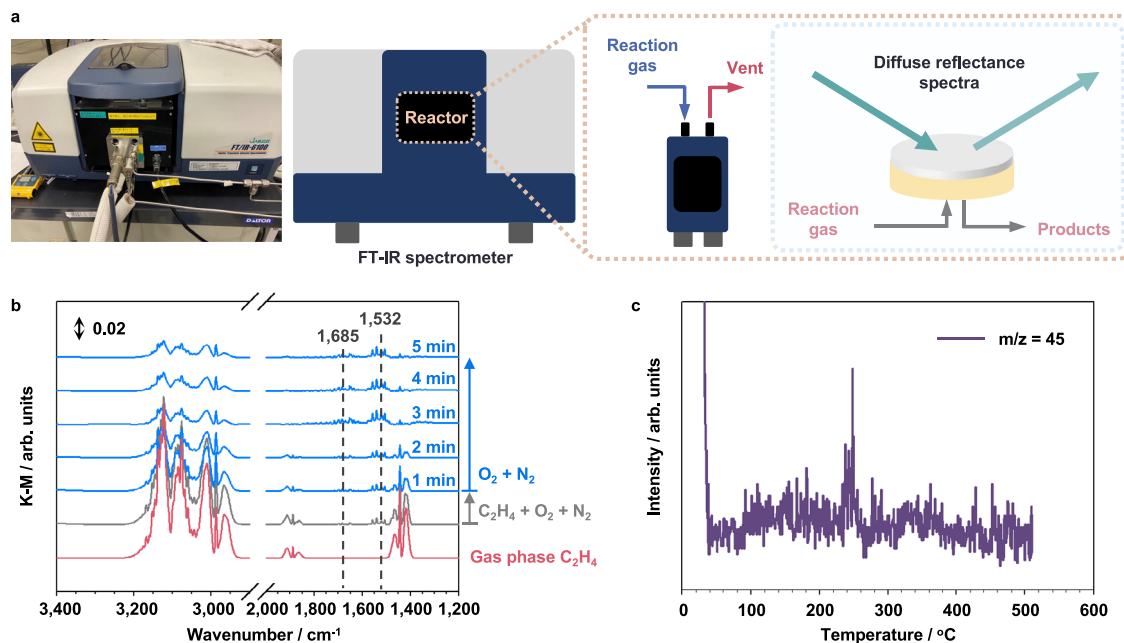 a
FT/IR-6100
DALTON
Reactor
FT-IR spectrometer
Reaction
gas
Vent
Diffuse reflectance
spectra
Reaction
gas
Products
b
0.02
1,685
1,532
5 min
4 min
3 min
2 min
1 min
O₂ + N₂
C₂H₄ + O₂ + N₂
Gas phase C₂H₄
K-M / arb. units
3,400
3,200
3,000
2,000
1,800
1,600
1,400
1,200
Wavenumber / cm⁻¹
c
m/z = 45
Intensity / arb. units
0
100
200
300
400
500
600
Temperature / °C